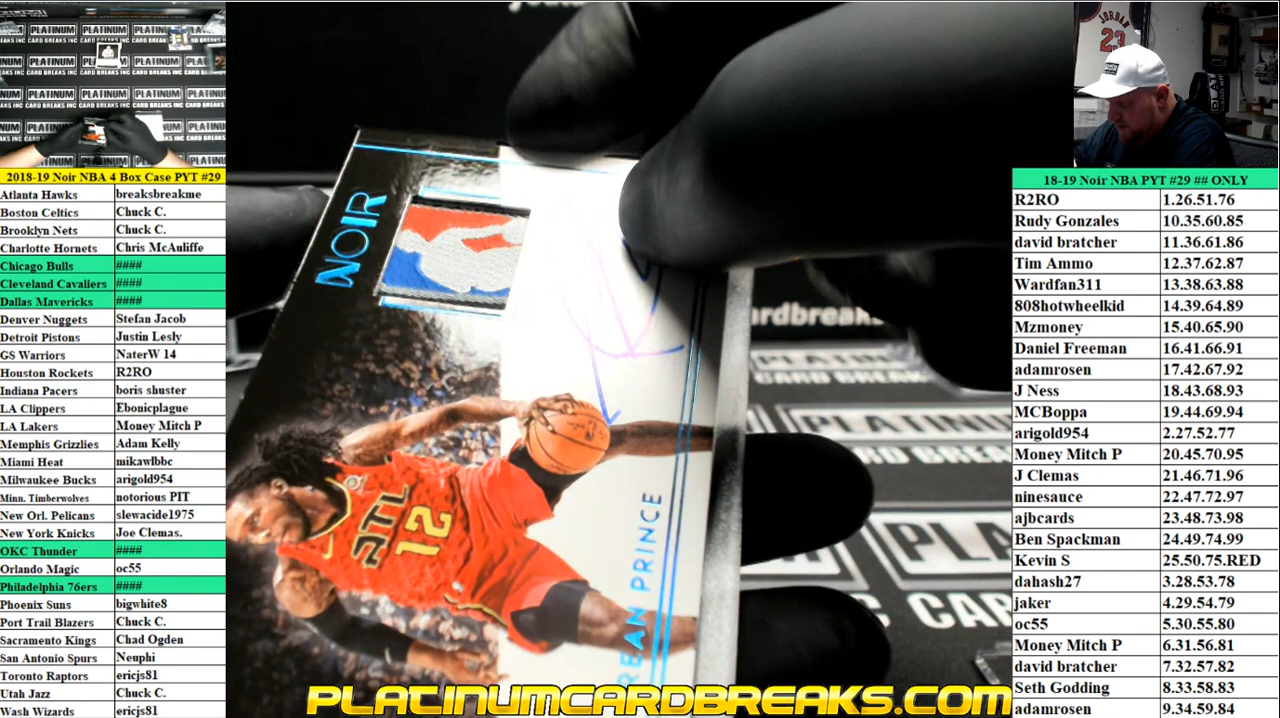 2018-19 Noir NBA 4 Box Case PYT #29
Atlanta Hawks breaksbreakme
Boston Celtics Chuck C.
Brooklyn Nets Chuck C.
Charlotte Hornets Chris McAuliffe
Chicago Bulls ####
Cleveland Cavaliers ####
Dallas Mavericks ####
Denver Nuggets Stefan Jacob
Detroit Pistons Justin Lesly
GS Warriors NaterW 14
Houston Rockets R2RO
Indiana Pacers boris shuster
LA Clippers Ebonicplague
LA Lakers Money Mitch P
Memphis Grizzlies Adam Kelly
Miami Heat mikawlbbc
Milwaukee Bucks arigold954
Minn. Timberwolves notorious PIT
New Orl. Pelicans slewacide1975
New York Knicks Joe Clemas.
OKC Thunder ####
Orlando Magic oc55
Philadelphia 76ers ####
Phoenix Suns bigwhite8
Port Trail Blazers Chuck C.
Sacramento Kings Chad Ogden
San Antonio Spurs Neuphi
Toronto Raptors ericjs81
Utah Jazz Chuck C.
Wash Wizards ericjs81
NOIR
ATL
12
REAN PRINCE
ardbreaks
PLATINUM
CARD BREAKS INC
JORDAN
23
18-19 Noir NBA PYT #29 ## ONLY
R2RO 1.26.51.76
Rudy Gonzales 10.35.60.85
david bratcher 11.36.61.86
Tim Ammo 12.37.62.87
Wardfan311 13.38.63.88
808hotwheelkid 14.39.64.89
Mzmoney 15.40.65.90
Daniel Freeman 16.41.66.91
adamrosen 17.42.67.92
J Ness 18.43.68.93
MCBoppa 19.44.69.94
arigold954 2.27.52.77
Money Mitch P 20.45.70.95
J Clemas 21.46.71.96
ninesauce 22.47.72.97
ajbcards 23.48.73.98
Ben Spackman 24.49.74.99
Kevin S 25.50.75.RED
dahash27 3.28.53.78
jaker 4.29.54.79
oc55 5.30.55.80
Money Mitch P 6.31.56.81
david bratcher 7.32.57.82
Seth Godding 8.33.58.83
adamrosen 9.34.59.84
PLATINUMCARDBREAKS.COM